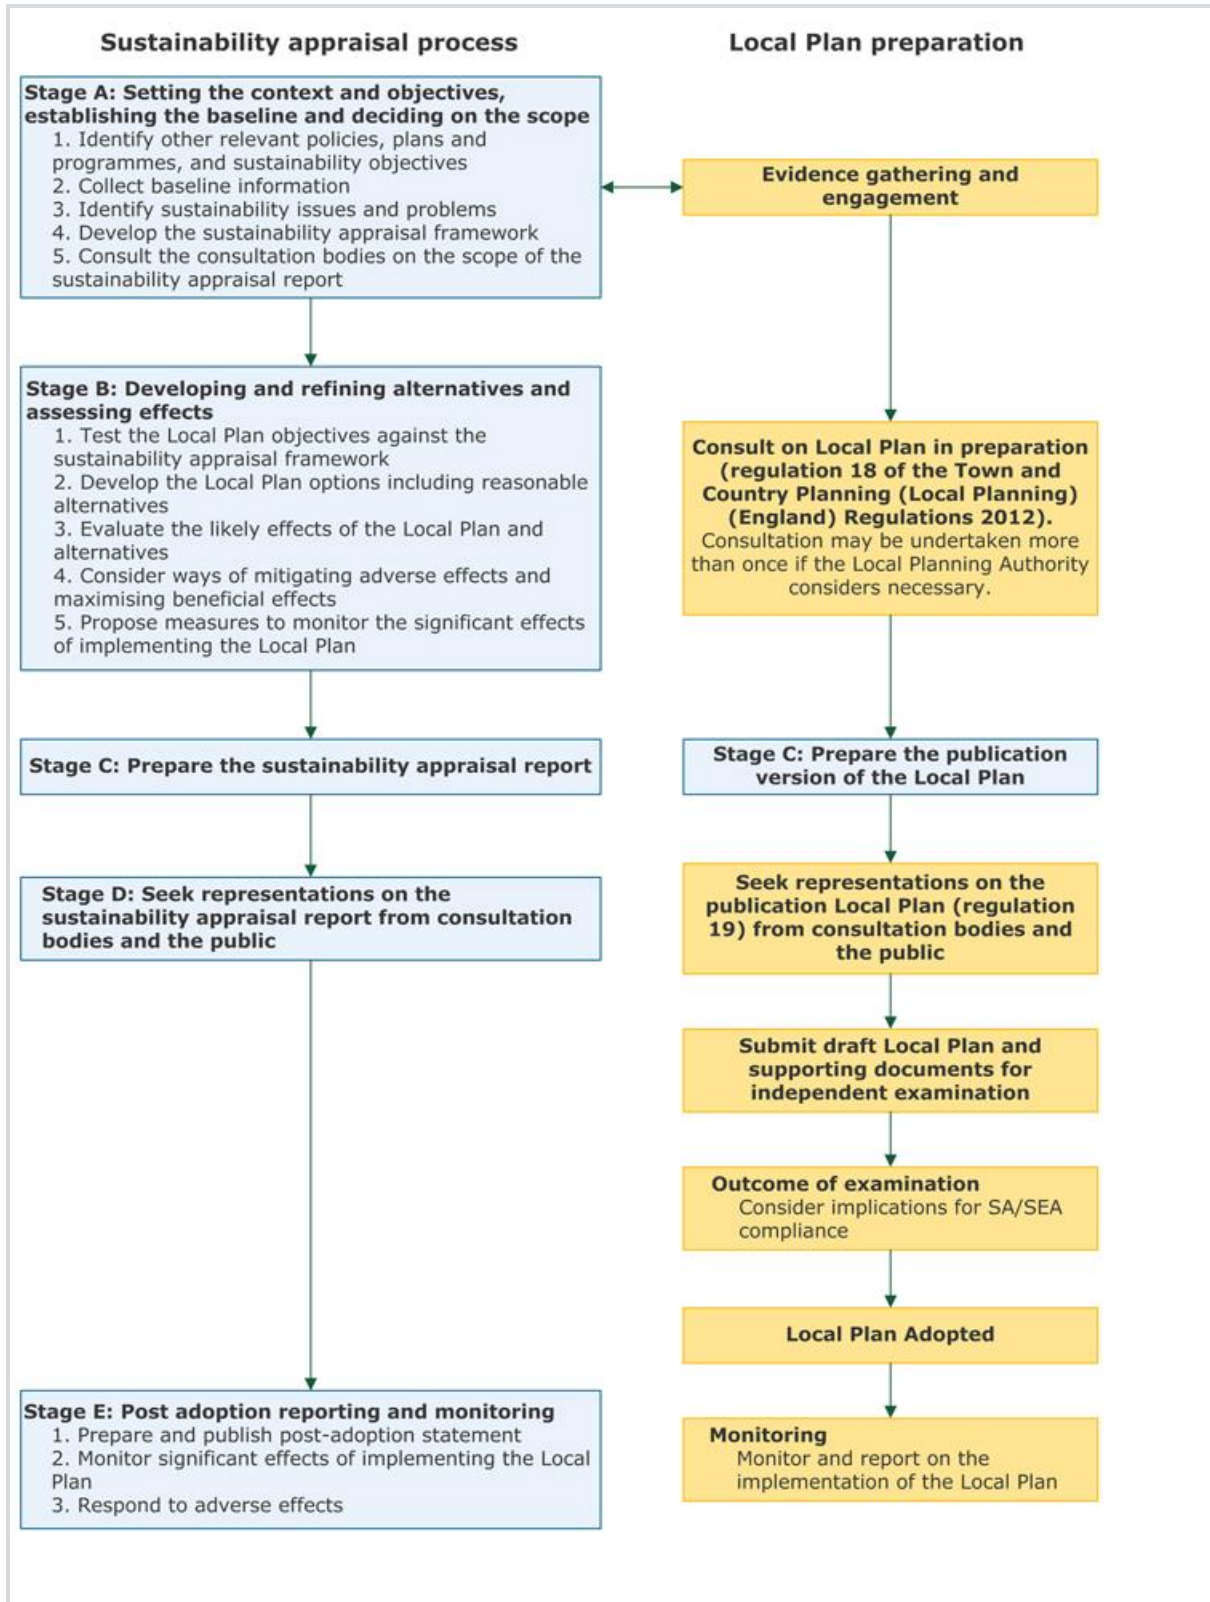 Sustainability appraisal process
Local Plan preparation
Stage A: Setting the context and objectives,
establishing the baseline and deciding on the scope
1. Identify other relevant policies, plans and
programmes, and sustainability objectives
2. Collect baseline information
3. Identify sustainability issues and problems
4. Develop the sustainability appraisal framework
5. Consult the consultation bodies on the scope of the
sustainability appraisal report
Evidence gathering and
engagement
Stage B: Developing and refining alternatives and
assessing effects
1. Test the Local Plan objectives against the
sustainability appraisal framework
2. Develop the Local Plan options including reasonable
alternatives
3. Evaluate the likely effects of the Local Plan and
alternatives
4. Consider ways of mitigating adverse effects and
maximising beneficial effects
5. Propose measures to monitor the significant effects
of implementing the Local Plan
Consult on Local Plan in preparation
(regulation 18 of the Town and
Country Planning (Local Planning)
(England) Regulations 2012).
Consultation may be undertaken more
than once if the Local Planning Authority
considers necessary.
Stage C: Prepare the sustainability appraisal report
Stage C: Prepare the publication
version of the Local Plan
Stage D: Seek representations on the
sustainability appraisal report from consultation
bodies and the public
Seek representations on the
publication Local Plan (regulation
19) from consultation bodies and
the public
Submit draft Local Plan and
supporting documents for
independent examination
Outcome of examination
Consider implications for SA/SEA
compliance
Local Plan Adopted
Stage E: Post adoption reporting and monitoring
1. Prepare and publish post-adoption statement
2. Monitor significant effects of implementing the Local
Plan
3. Respond to adverse effects
Monitoring
Monitor and report on the
implementation of the Local Plan